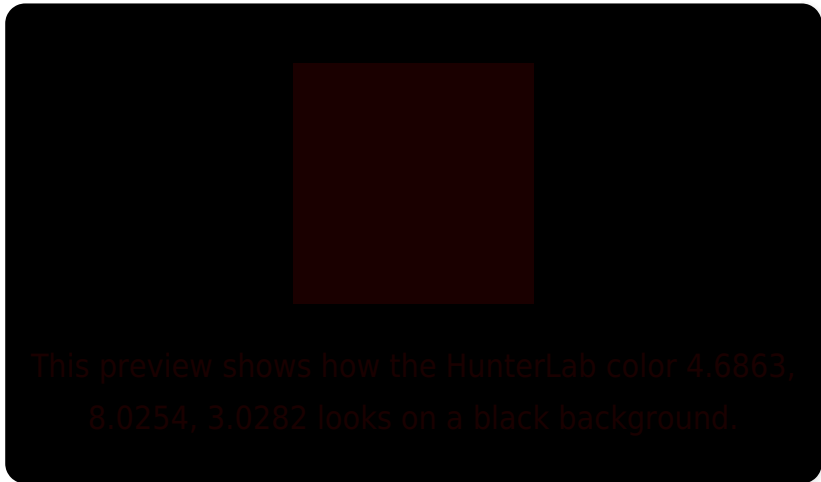 This preview shows how the HunterLab color 4.6863,
8.0254, 3.0282 looks on a black background.